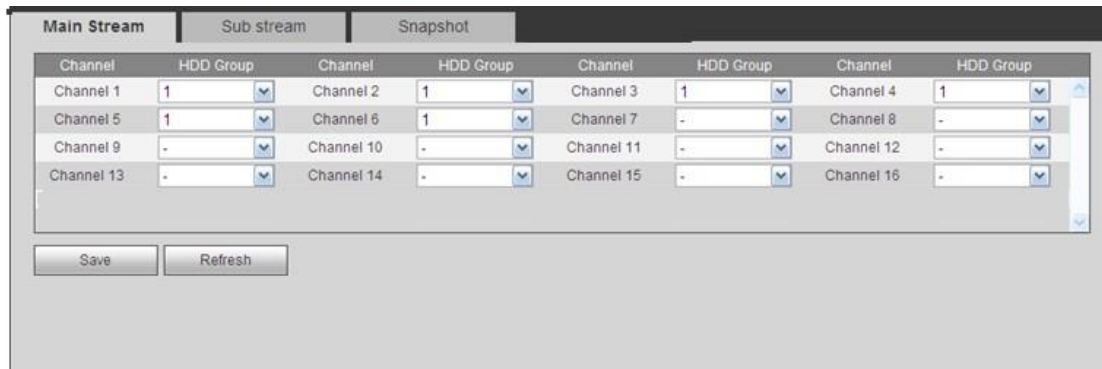 Main Stream Sub stream Snapshot
Channel HDD Group Channel HDD Group Channel HDD Group Channel HDD Group
Channel 1 1 Channel 2 1 Channel 3 1 Channel 4 1
Channel 5 1 Channel 6 1 Channel 7 - Channel 8 -
Channel 9 - Channel 10 - Channel 11 - Channel 12 -
Channel 13 - Channel 14 - Channel 15 - Channel 16 -
Save Refresh